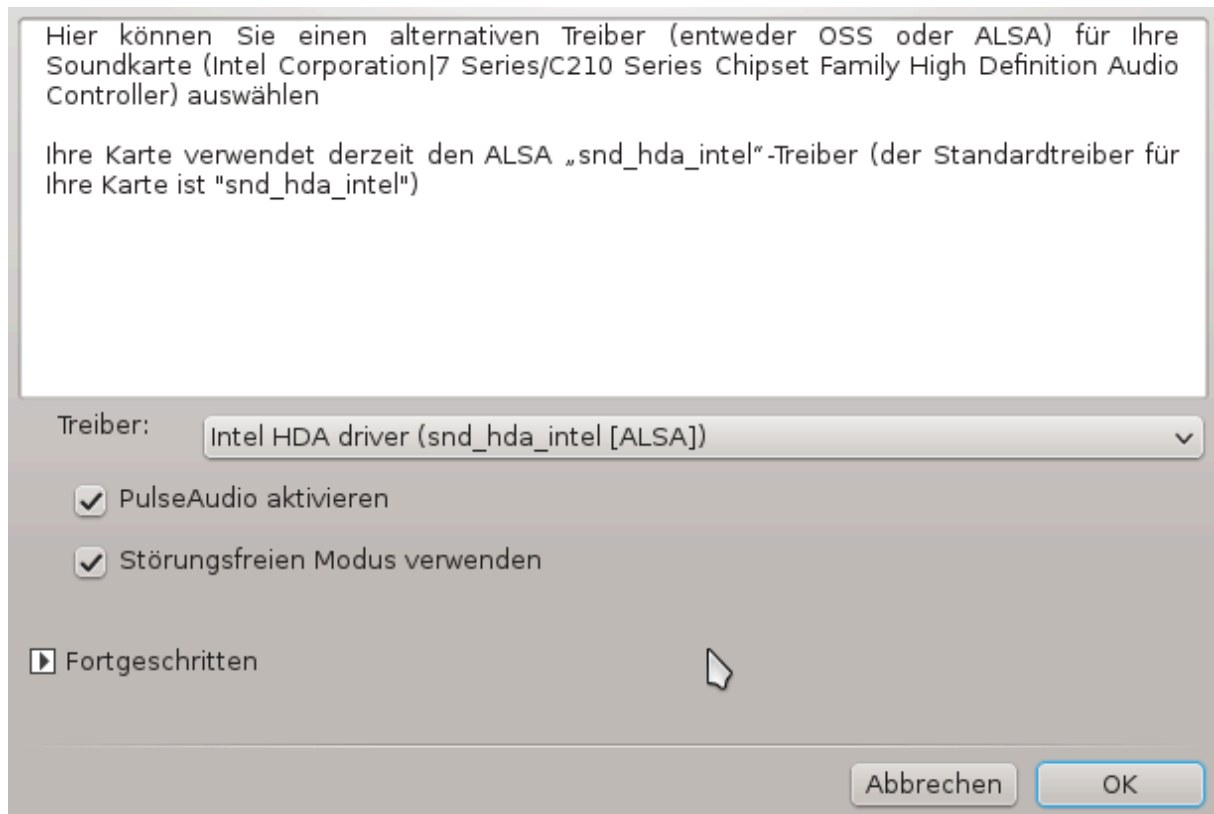 Hier können Sie einen alternativen Treiber (entweder OSS oder ALSA) für Ihre
Soundkarte (Intel Corporation|7 Series/C210 Series Chipset Family High Definition Audio
Controller) auswählen
Ihre Karte verwendet derzeit den ALSA „snd_hda_intel“-Treiber (der Standardtreiber für
Ihre Karte ist "snd_hda_intel")
Treiber: Intel HDA driver (snd_hda_intel [ALSA])
PulseAudio aktivieren
Störungsfreien Modus verwenden
Fortgeschritten
Abbrechen OK